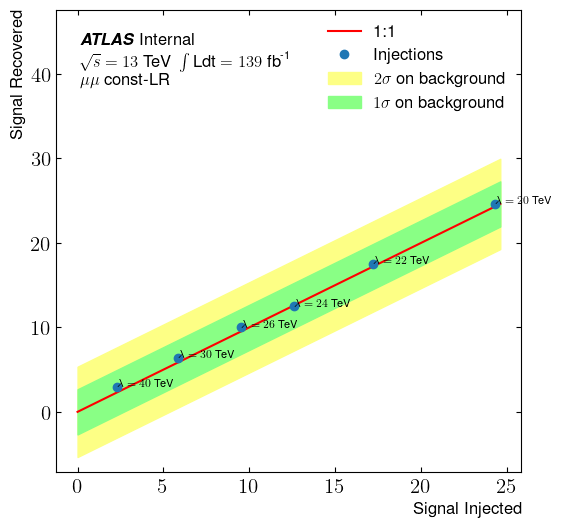 Signal Recovered
ATLAS Internal
√s = 13 TeV ∫ Ldt = 139 fb⁻¹
μμ const-LR
1:1
Injections
2σ on background
1σ on background
40
30
20
10
0
λ = 20 TeV
λ = 22 TeV
λ = 24 TeV
λ = 26 TeV
λ = 30 TeV
λ = 40 TeV
0 5 10 15 20 25
Signal Injected